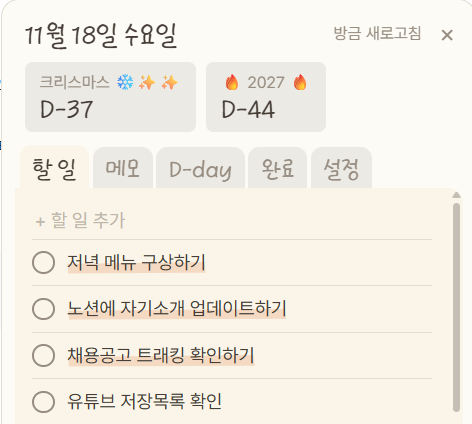 11월 18일 수요일
방금 새로고침 ×
크리스마스 ❄️✨✨
D-37
🔥 2027 🔥
D-44
할 일 메모 D-day 완료 설정
+ 할 일 추가
저녁 메뉴 구상하기
노션에 자기소개 업데이트하기
채용공고 트래킹 확인하기
유튜브 저장목록 확인